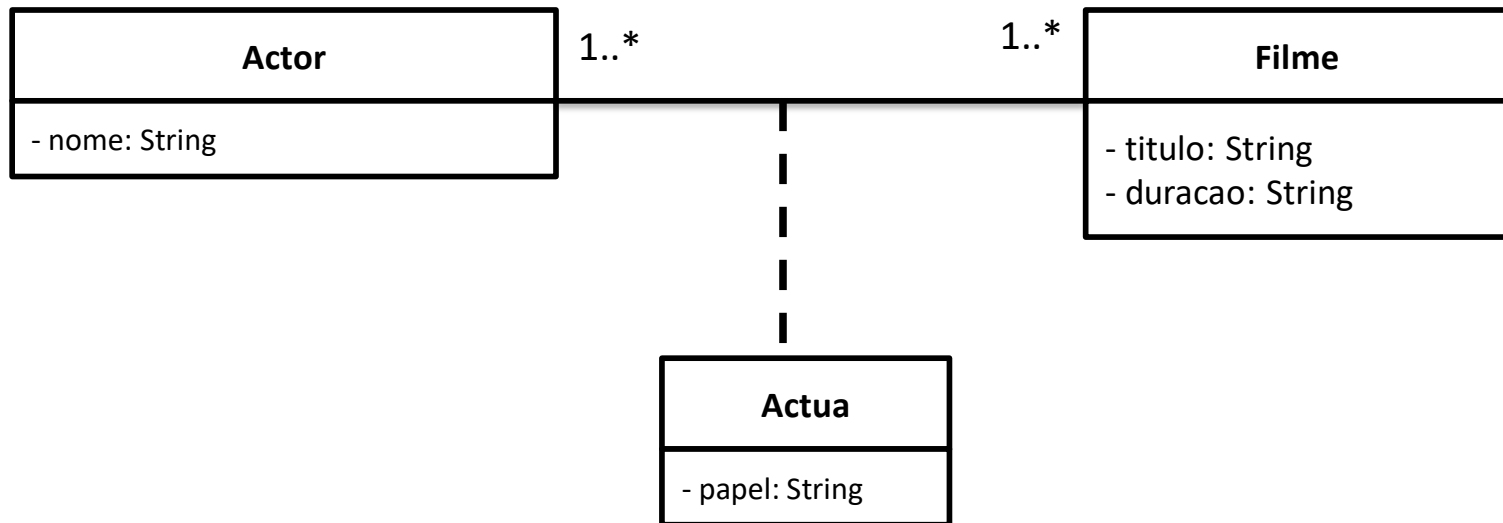 Actor
- nome: String
1..*
1..*
Filme
- titulo: String
- duracao: String
Actua
- papel: String